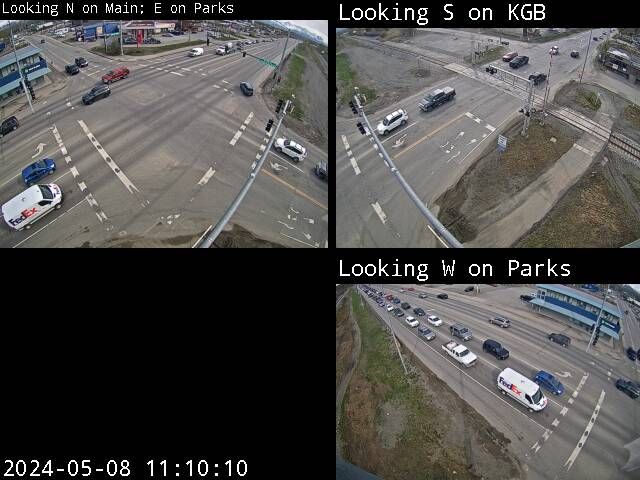 Looking N on Main; E on Parks
Looking S on KGB
FedEx
Looking W on Parks
FedEx
2024-05-08 11:10:10